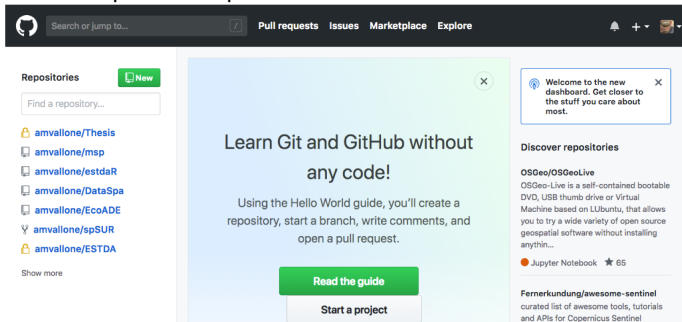 Search or jump to...
/
Pull requests Issues Marketplace Explore
Repositories
New
Find a repository...
amvallone/Thesis
amvallone/msp
amvallone/estdaR
amvallone/DataSpa
amvallone/EcoADE
amvallone/spSUR
amvallone/ESTDA
Show more
Learn Git and GitHub without
any code!
Using the Hello World guide, you'll create a
repository, start a branch, write comments, and
open a pull request.
Read the guide
Start a project
Welcome to the new
dashboard. Get closer to
the stuff you care about
most.
Discover repositories
OSGeo/OSGeoLive
OSGeo-Live is a self-contained bootable
DVD, USB thumb drive or Virtual
Machine based on LUbuntu, that allows
you to try a wide variety of open source
geospatial software without installing
anythin...
Jupyter Notebook ★ 65
Fernerkundung/awesome-sentinel
curated list of awesome tools, tutorials
and APIs for Copernicus Sentinel